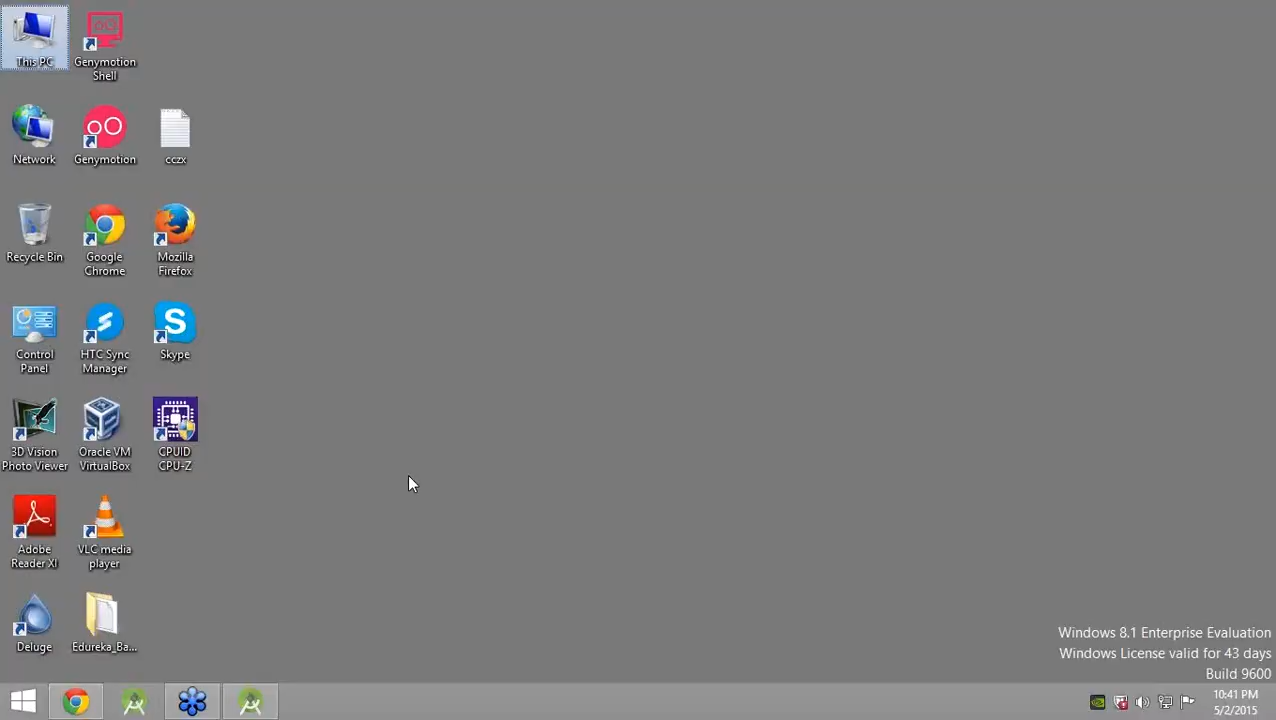 This PC
Genymotion
Shell
Network
Genymotion
cczx
Recycle Bin
Google
Chrome
Mozilla
Firefox
Control
Panel
HTC Sync
Manager
Skype
3D Vision
Photo Viewer
Oracle VM
VirtualBox
CPUID
CPU-Z
Adobe
Reader XI
VLC media
player
Deluge
Edureka_Ba...
Windows 8.1 Enterprise Evaluation
Windows License valid for 43 days
Build 9600
10:41 PM
5/2/2015